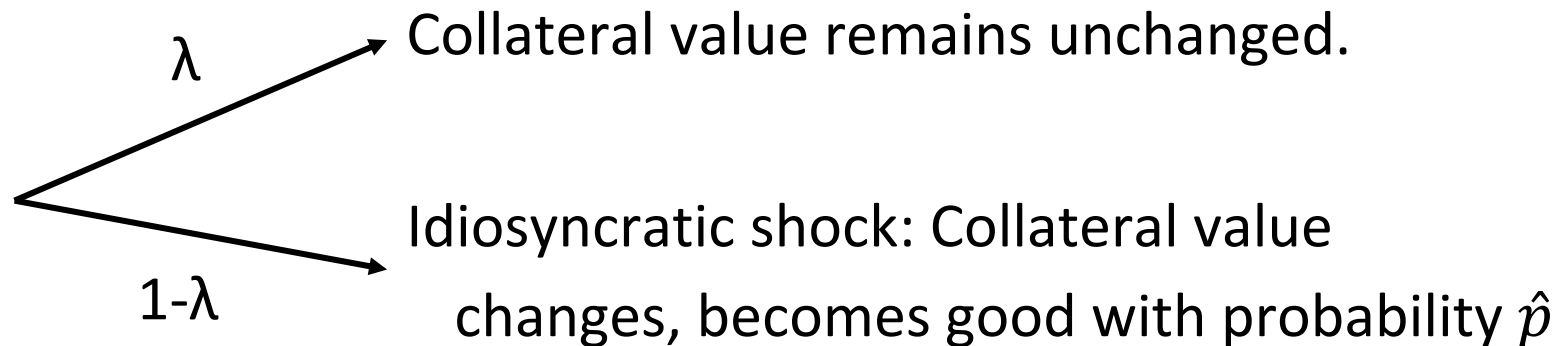 λ
Collateral value remains unchanged.
Idiosyncratic shock: Collateral value
1-λ
changes, becomes good with probability p̂